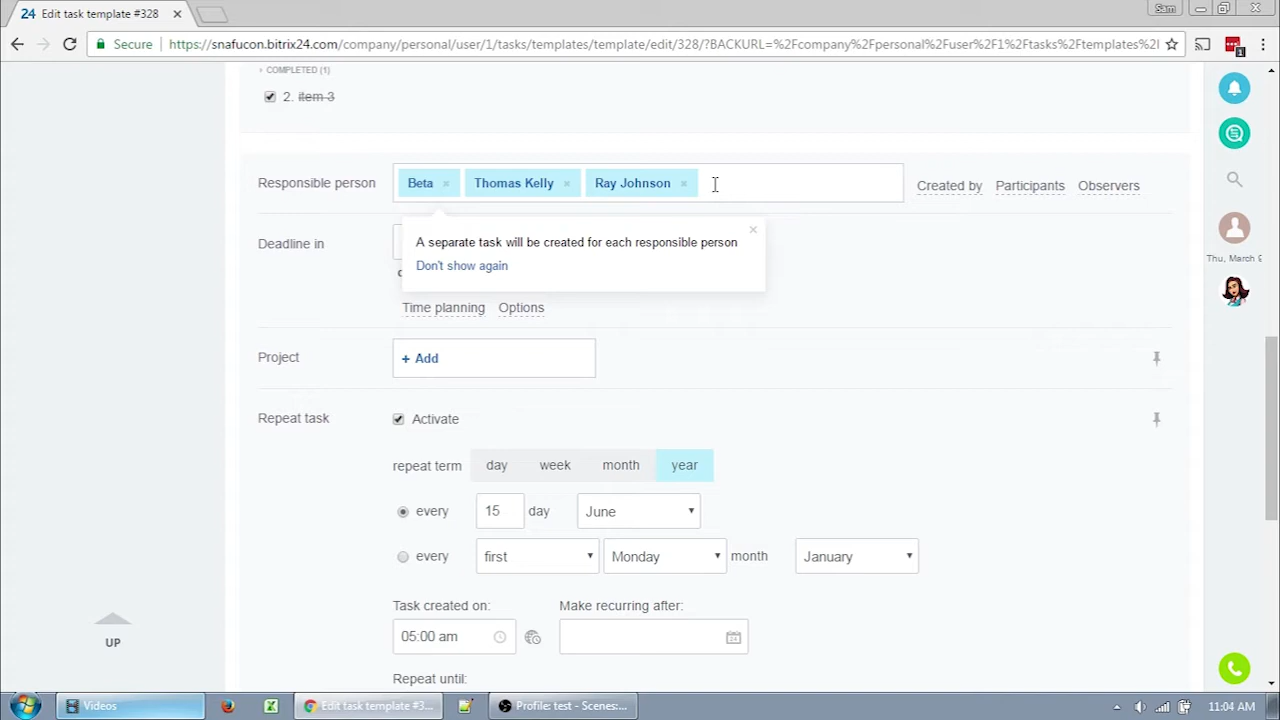 24 Edit task template #328
Sam
Secure https://snafucon.bitrix24.com/company/personal/user/1/tasks/templates/template/edit/328/?BACKURL=%2Fcompany%2Fpersonal%2Fuser%2F1%2Ftasks%2Ftemplates%2
1
COMPLETED (1)
2. item 3
Responsible person Beta × Thomas Kelly × Ray Johnson × Created by Participants Observers
A separate task will be created for each responsible person
Don't show again
Deadline in
Thu, March 9
Time planning Options
Project + Add
Repeat task Activate
repeat term day week month year
every 15 day June
every first Monday month January
Task created on: Make recurring after:
05:00 am
UP
Repeat until:
Videos Edit task template #3... Profile: test - Scenes:... 11:04 AM